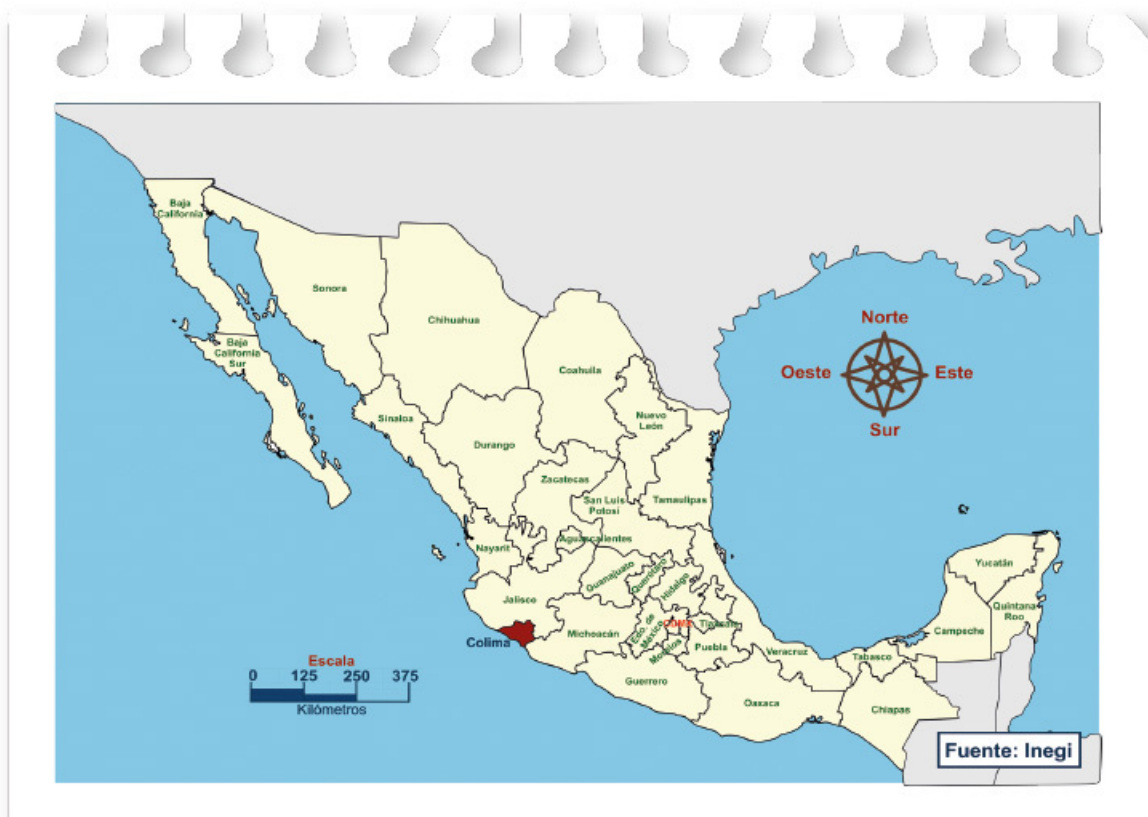 Baja
California
Sonora
Chihuahua
Baja
California
Sur
Coahuila
Norte
Oeste
Este
Sur
Sinaloa
Nuevo
León
Durango
Zacatecas
San Luis
Potosí
Tamaulipas
Nayarit
Aguascalientes
Guanajuato
Querétaro
Hidalgo
Yucatán
Quintana
Roo
Jalisco
Colima
Michoacán
Edo. de
México
CDMX
Tlaxcala
Morelos
Puebla
Veracruz
Campeche
Tabasco
Guerrero
Oaxaca
Chiapas
Escala
0 125 250 375
Kilómetros
Fuente: Inegi